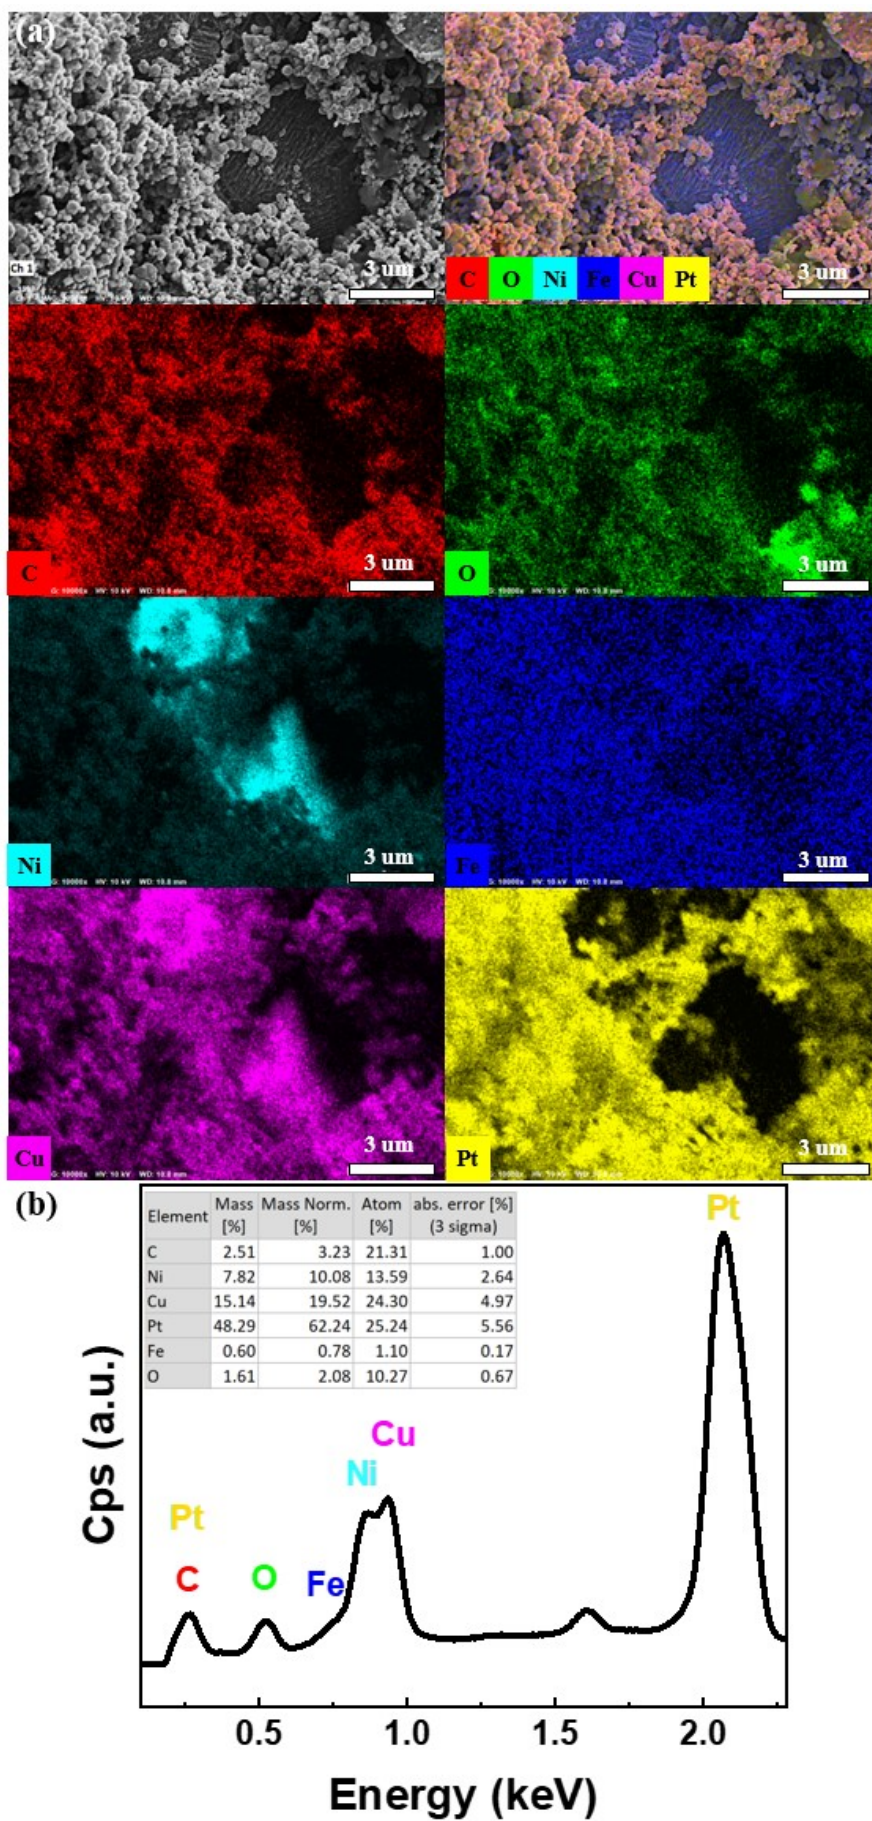 (a)
Ch 1
3 um
C O Ni Fe Cu Pt
3 um
C
3 um
O
3 um
Ni
3 um
Fe
3 um
Cu
3 um
Pt
3 um
(b)
Element Mass [%] Mass Norm. [%] Atom [%] abs. error [%] (3 sigma)
C 2.51 3.23 21.31 1.00
Ni 7.82 10.08 13.59 2.64
Cu 15.14 19.52 24.30 4.97
Pt 48.29 62.24 25.24 5.56
Fe 0.60 0.78 1.10 0.17
O 1.61 2.08 10.27 0.67
Pt
Cu
Ni
Pt
C
O
Fe
Cps (a.u.)
0.5 1.0 1.5 2.0
Energy (keV)